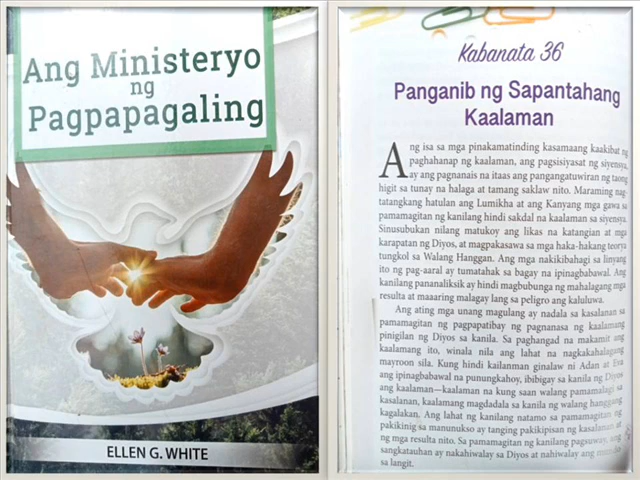 Ang Ministeryo
ng
Pagpapagaling
ELLEN G. WHITE
Kabanata 36
Panganib ng Sapantahang
Kaalaman
Ang isa sa mga pinakamatinding kasamaang kaakibat ng
paghahanap ng kaalaman, ang pagsisiyasat ng siyensya,
ay ang pagnanais na itaas ang pangangatuwiran ng taong
higit sa tunay na halaga at tamang saklaw nito. Maraming nag-
tatangkang hatulan ang Lumikha at ang Kanyang mga gawa sa
pamamagitan ng kanilang hindi sakdal na kaalaman sa siyensya.
Sinusubukan nilang matukoy ang likas na katangian at mga
karapatan ng Diyos, at magpakasawa sa mga haka-hakang teorya
tungkol sa Walang Hanggan. Ang mga nakikibahagi sa linyang
ito ng pag-aaral ay tumatahak sa bagay na ipinagbabawal. Ang
kanilang pananaliksik ay hindi magbubunga ng mahalagang mga
resulta at maaaring malagay lang sa peligro ang kaluluwa.
Ang ating mga unang magulang ay nadala sa kasalanan sa
pamamagitan ng pagpapatibay ng pagnanasa ng kaalamang
pinigilan ng Diyos sa kanila. Sa paghangad na makamit ang
kaalamang ito, winala nila ang lahat na nagkakahalagang
mayroon sila. Kung hindi kailanman ginalaw ni Adan at Eva
ang ipinagbabawal na punungkahoy, ibibigay sa kanila ng Diyos
ang kaalaman—kaalaman na kung saan walang pamamalagi sa
kasalanan, kaalamang magdadala sa kanila ng walang hanggang
kagalakan. Ang lahat ng kanilang natamo sa pamamagitan ng
pakikinig sa manunukso ay tanging pakikipisan ng kasalanan at
ng mga resulta nito. Sa pamamagitan ng kanilang pagsuway, ang
sangkatauhan ay nakahiwalay sa Diyos at nahiwalay ang
sa langit.